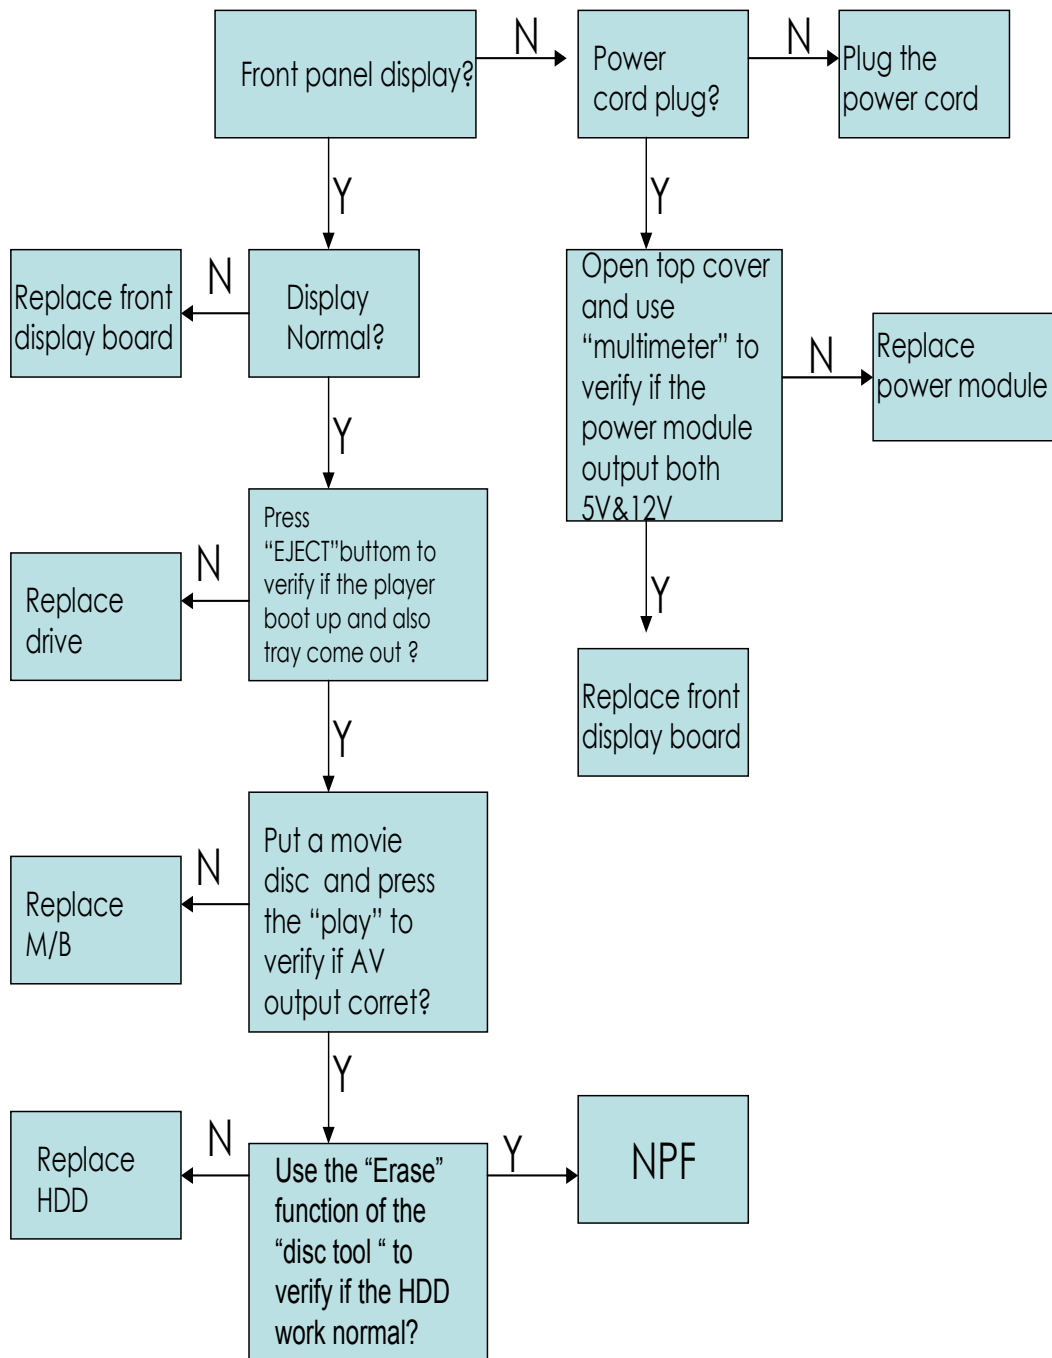 Front panel display?
N
Power
cord plug?
N
Plug the
power cord
Y
Y
Replace front
display board
N
Display
Normal?
Open top cover
and use
“multimeter” to
verify if the
power module
output both
5V&12V
N
Replace
power module
Y
Press
“EJECT”buttom to
verify if the player
boot up and also
tray come out ?
N
Replace
drive
Y
Replace front
display board
Y
Put a movie
disc and press
the “play” to
verify if AV
output corret?
N
Replace
M/B
Y
Replace
HDD
N
Use the “Erase”
function of the
“disc tool “ to
verify if the HDD
work normal?
Y
NPF